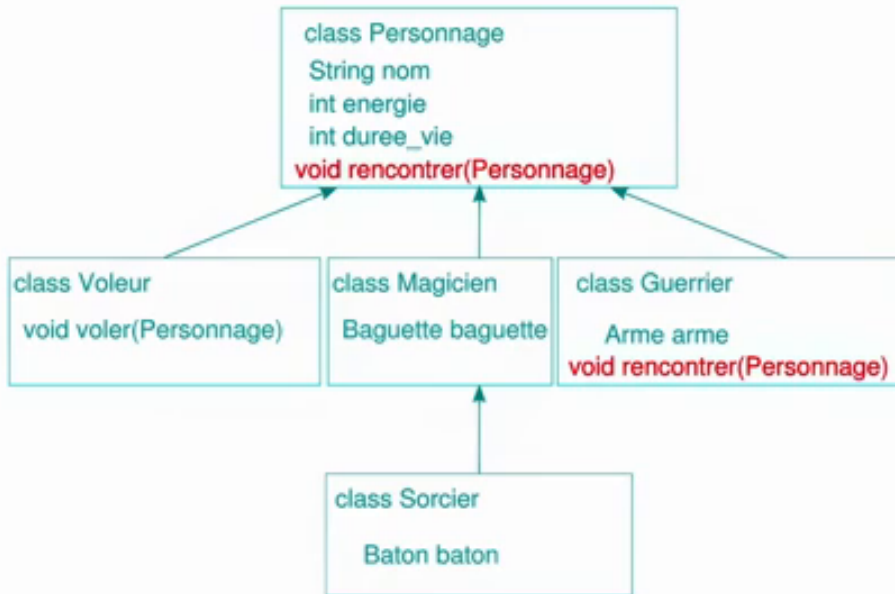 class Personnage
String nom
int energie
int duree_vie
void rencontrer(Personnage)
class Voleur
void voler(Personnage)
class Magicien
Baguette baguette
class Guerrier
Arme arme
void rencontrer(Personnage)
class Sorcier
Baton baton